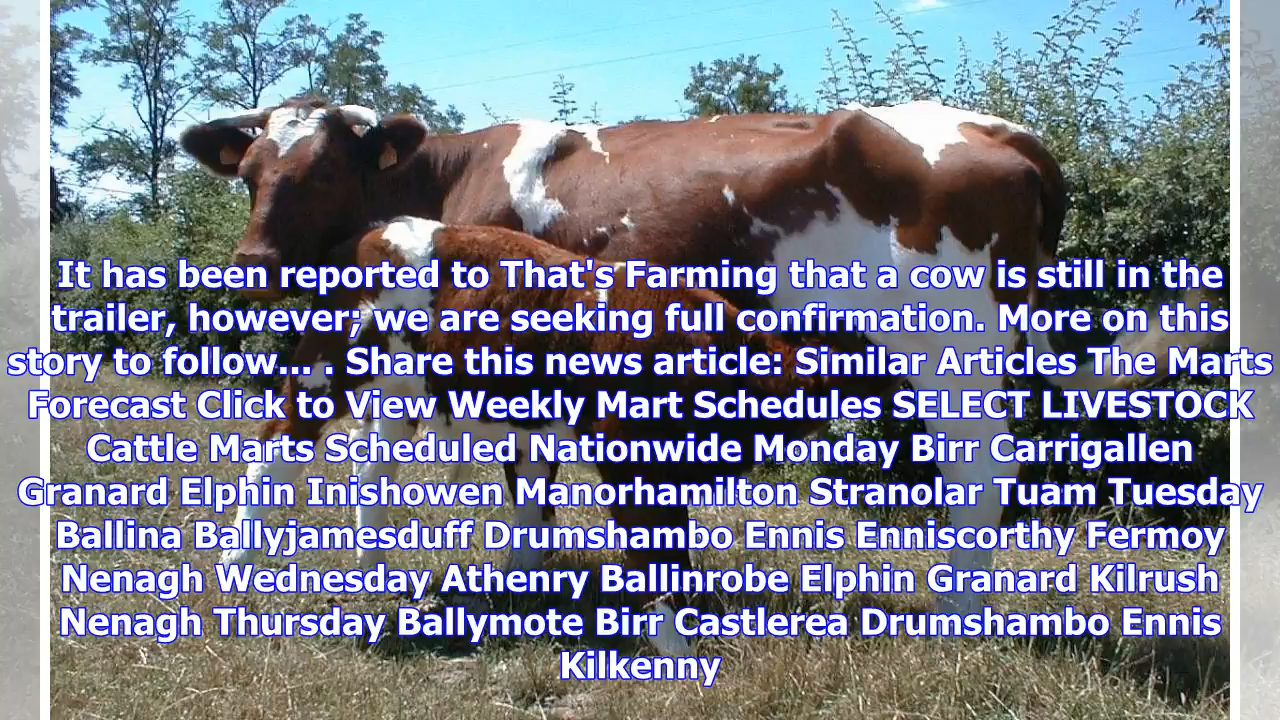 It has been reported to That's Farming that a cow is still in the
trailer, however; we are seeking full confirmation. More on this
story to follow... . Share this news article: Similar Articles The Marts
Forecast Click to View Weekly Mart Schedules SELECT LIVESTOCK
Cattle Marts Scheduled Nationwide Monday Birr Carrigallen
Granard Elphin Inishowen Manorhamilton Stranolar Tuam Tuesday
Ballina Ballyjamesduff Drumshambo Ennis Enniscorthy Fermoy
Nenagh Wednesday Athenry Ballinrobe Elphin Granard Kilrush
Nenagh Thursday Ballymote Birr Castlerea Drumshambo Ennis
Kilkenny